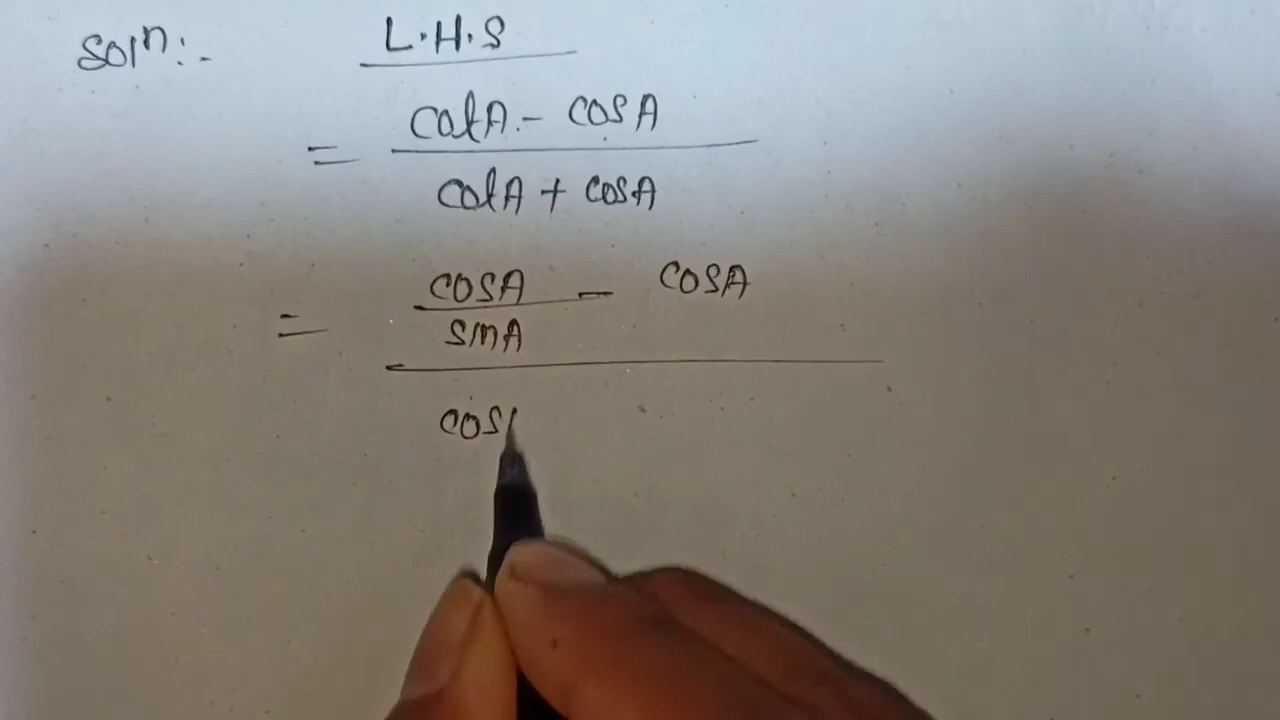 Solⁿ:- L.H.S
cotA - cosA
=
cotA + cosA
cosA - cosA
=
sinA
cos